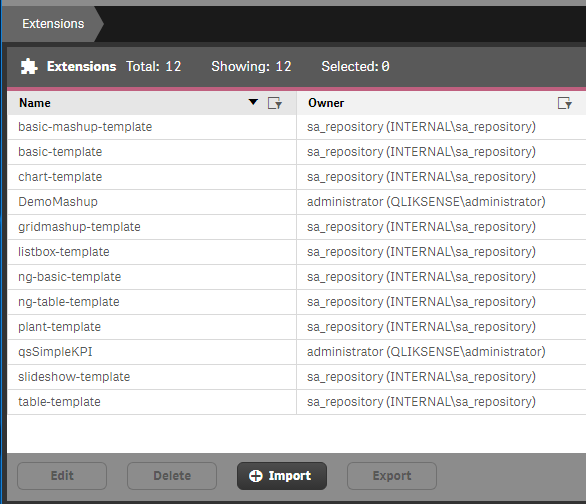 Extensions
Extensions Total: 12 Showing: 12 Selected: 0
Name Owner
basic-mashup-template sa_repository (INTERNAL\sa_repository)
basic-template sa_repository (INTERNAL\sa_repository)
chart-template sa_repository (INTERNAL\sa_repository)
DemoMashup administrator (QLIKSENSE\administrator)
gridmashup-template sa_repository (INTERNAL\sa_repository)
listbox-template sa_repository (INTERNAL\sa_repository)
ng-basic-template sa_repository (INTERNAL\sa_repository)
ng-table-template sa_repository (INTERNAL\sa_repository)
plant-template sa_repository (INTERNAL\sa_repository)
qsSimpleKPI administrator (QLIKSENSE\administrator)
slideshow-template sa_repository (INTERNAL\sa_repository)
table-template sa_repository (INTERNAL\sa_repository)
Edit Delete Import Export